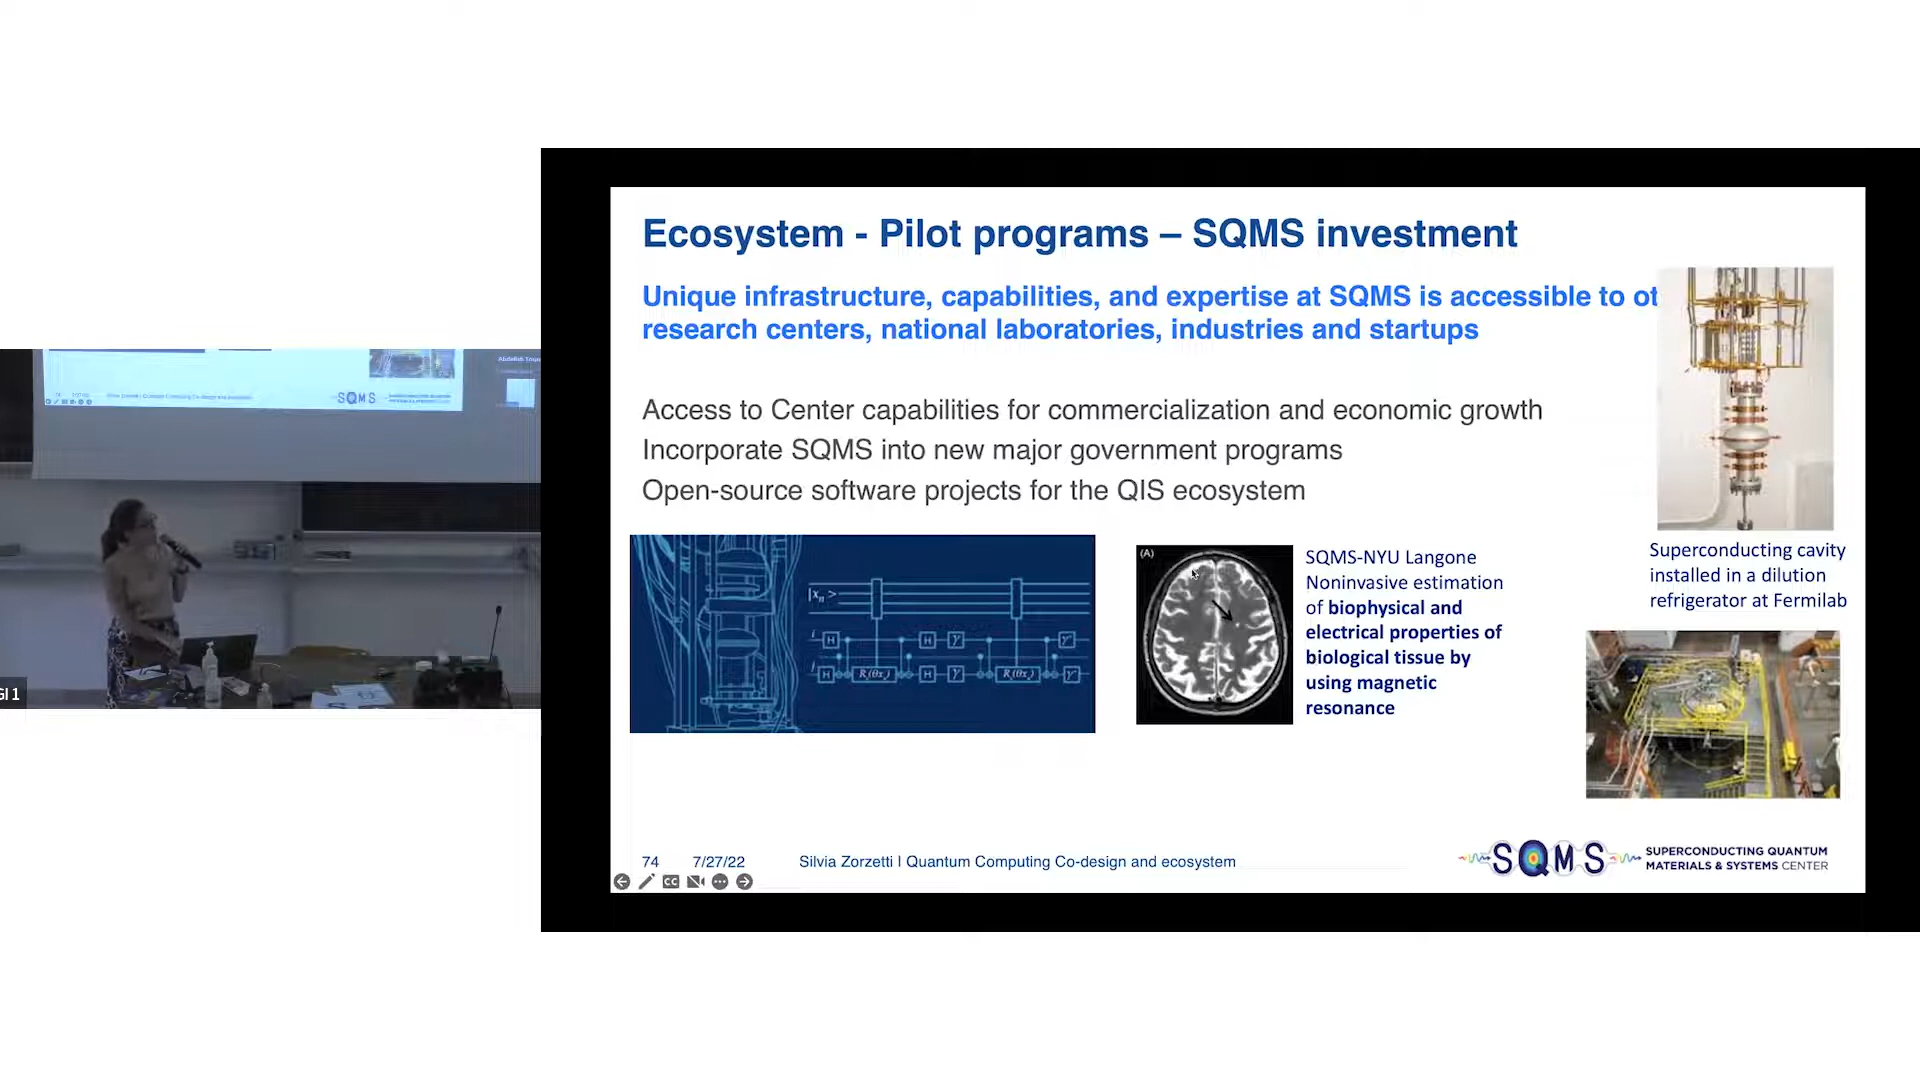 Ecosystem - Pilot programs – SQMS investment
Unique infrastructure, capabilities, and expertise at SQMS is accessible to ot
research centers, national laboratories, industries and startups
Access to Center capabilities for commercialization and economic growth
Incorporate SQMS into new major government programs
Open-source software projects for the QIS ecosystem
(A)
SQMS-NYU Langone
Noninvasive estimation
of biophysical and
electrical properties of
biological tissue by
using magnetic
resonance
Superconducting cavity
installed in a dilution
refrigerator at Fermilab
74 7/27/22 Silvia Zorzetti I Quantum Computing Co-design and ecosystem
SQMS
SUPERCONDUCTING QUANTUM
MATERIALS & SYSTEMS CENTER
CC
GI 1
SQMS
H H γ
H H γ